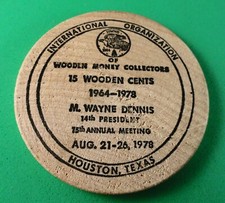 INTERNATIONAL ORGANIZATION
OF
WOODEN MONEY COLLECTORS
15 WOODEN CENTS
1964-1978
M. WAYNE DENNIS
14th PRESIDENT
15th ANNUAL MEETING
AUG. 21-26, 1978
HOUSTON, TEXAS